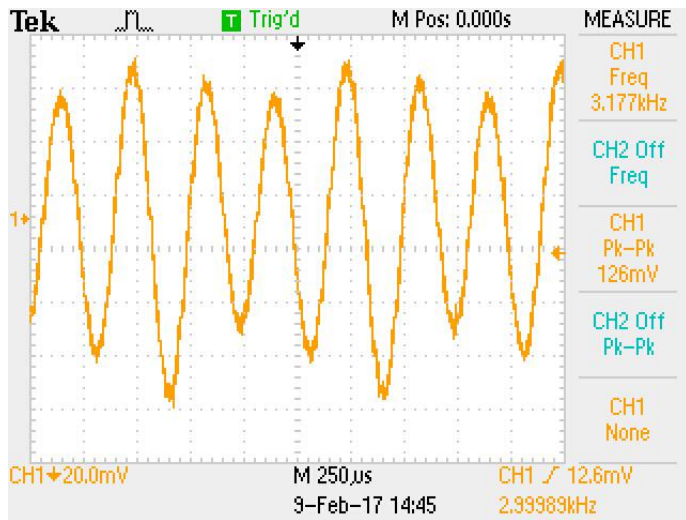 Tek Trig'd M Pos: 0.000s MEASURE
CH1
Freq
3.177kHz
CH2 Off
Freq
1
CH1
Pk-Pk
126mV
CH2 Off
Pk-Pk
CH1
None
CH1 20.0mV M 250µs CH1 12.6mV
9-Feb-17 14:45 2.99989kHz